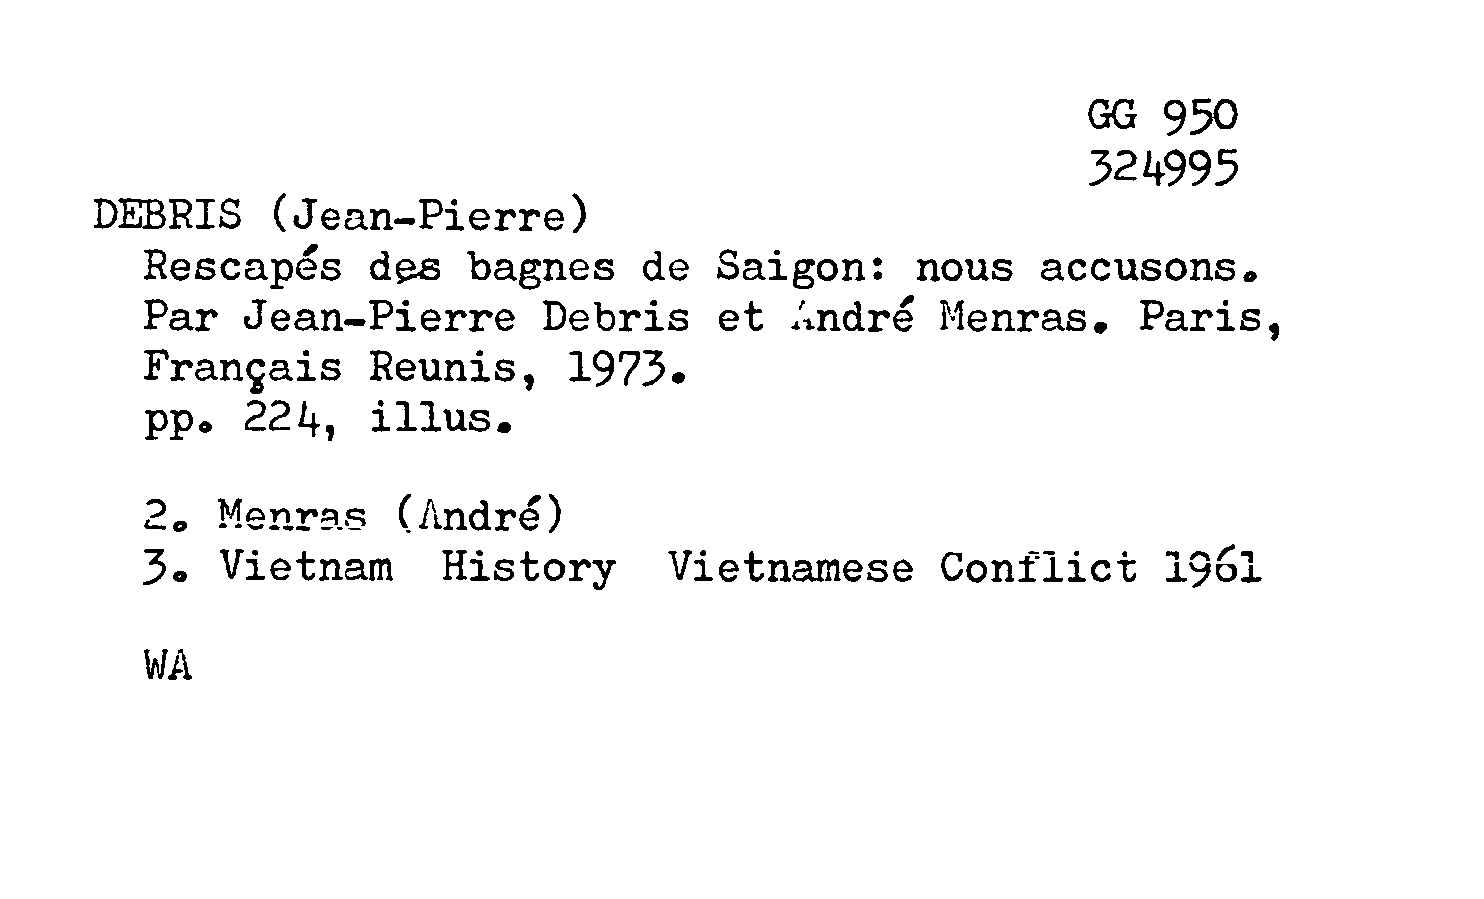 GG 950
324995
DEBRIS (Jean-Pierre)
Rescapés des bagnes de Saigon: nous accusons.
Par Jean-Pierre Debris et André Menras. Paris,
Français Reunis, 1973.
pp. 224, illus.
2. Menras (André)
3. Vietnam History Vietnamese Conflict 1961
WA